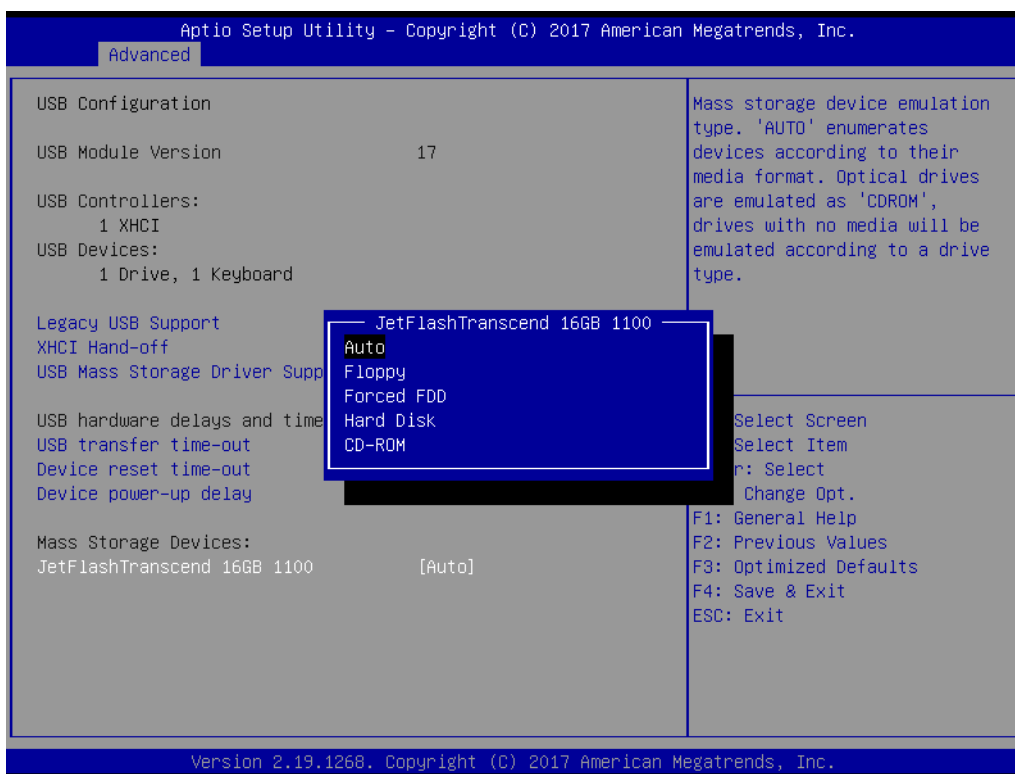 Aptio Setup Utility – Copyright (C) 2017 American Megatrends, Inc.
Advanced
USB Configuration
USB Module Version 17
USB Controllers:
1 XHCI
USB Devices:
1 Drive, 1 Keyboard
Legacy USB Support
XHCI Hand-off
USB Mass Storage Driver Supp
USB hardware delays and time
USB transfer time-out
Device reset time-out
Device power-up delay
Mass Storage Devices:
JetFlashTranscend 16GB 1100 [Auto]
JetFlashTranscend 16GB 1100
Auto
Floppy
Forced FDD
Hard Disk
CD-ROM
Mass storage device emulation
type. 'AUTO' enumerates
devices according to their
media format. Optical drives
are emulated as 'CDROM',
drives with no media will be
emulated according to a drive
type.
Select Screen
Select Item
r: Select
Change Opt.
F1: General Help
F2: Previous Values
F3: Optimized Defaults
F4: Save & Exit
ESC: Exit
Version 2.19.1268. Copyright (C) 2017 American Megatrends, Inc.